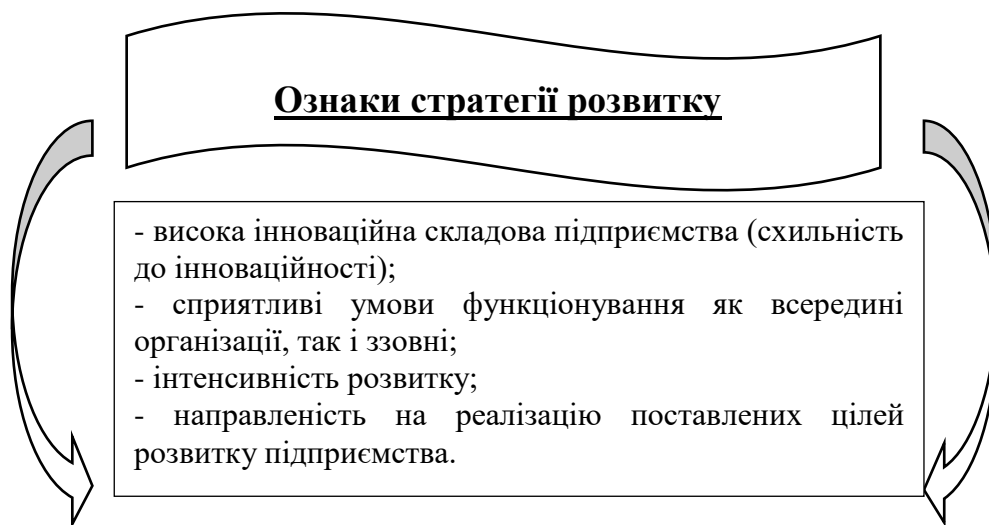 Ознаки стратегії розвитку
- висока інноваційна складова підприємства (схильність
до інноваційності);
- сприятливі умови функціонування як всередині
організації, так і ззовні;
- інтенсивність розвитку;
- направленість на реалізацію поставлених цілей
розвитку підприємства.